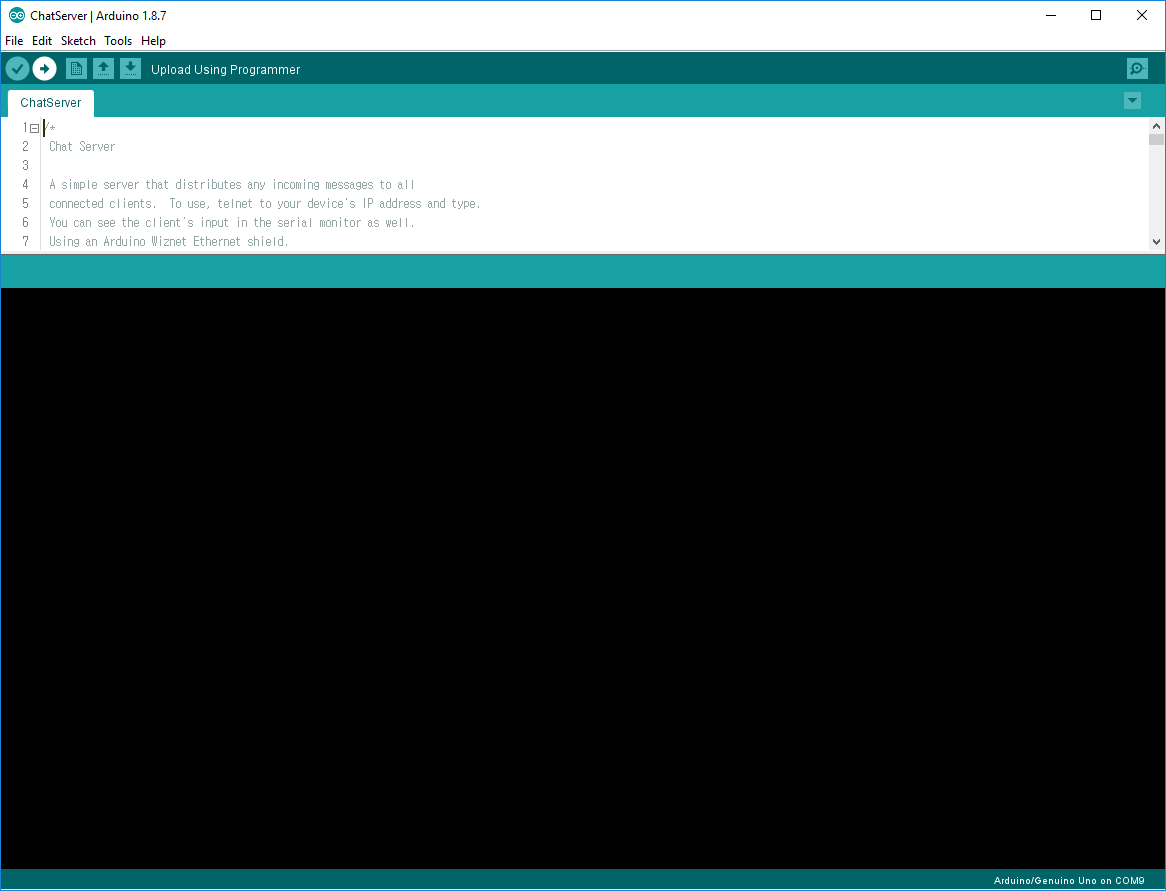 ChatServer | Arduino 1.8.7
File Edit Sketch Tools Help
Upload Using Programmer
ChatServer
1 /*
2 Chat Server
3
4 A simple server that distributes any incoming messages to all
5 connected clients.  To use, telnet to your device's IP address and type.
6 You can see the client's input in the serial monitor as well.
7 Using an Arduino Wiznet Ethernet shield.
Arduino/Genuino Uno on COM9